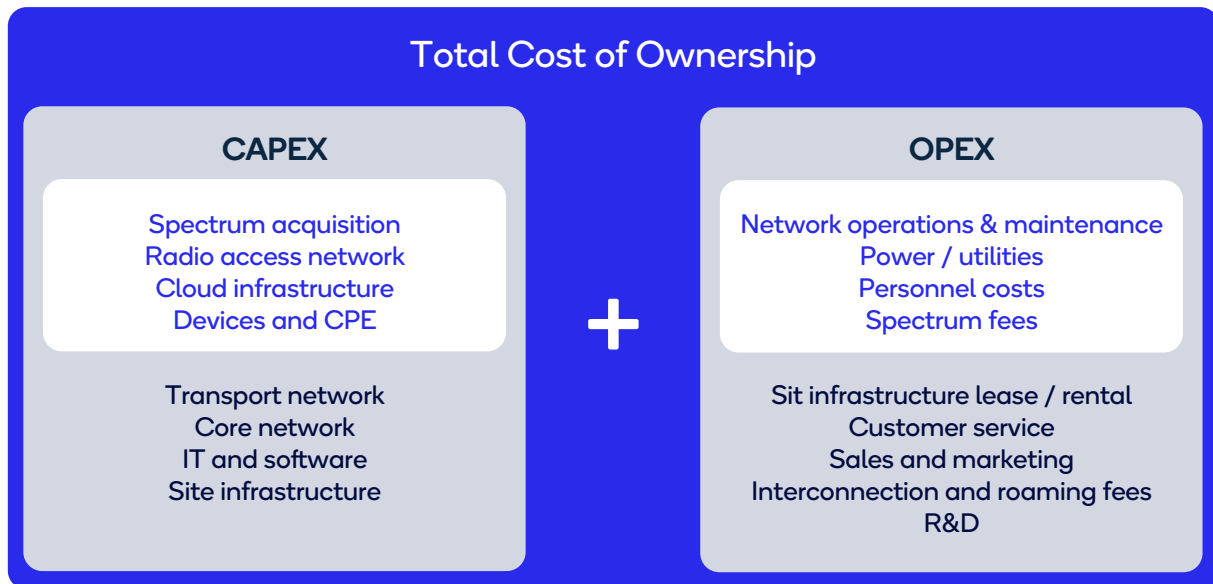 Total Cost of Ownership
CAPEX
Spectrum acquisition
Radio access network
Cloud infrastructure
Devices and CPE
Transport network
Core network
IT and software
Site infrastructure
+
OPEX
Network operations & maintenance
Power / utilities
Personnel costs
Spectrum fees
Sit infrastructure lease / rental
Customer service
Sales and marketing
Interconnection and roaming fees
R&D